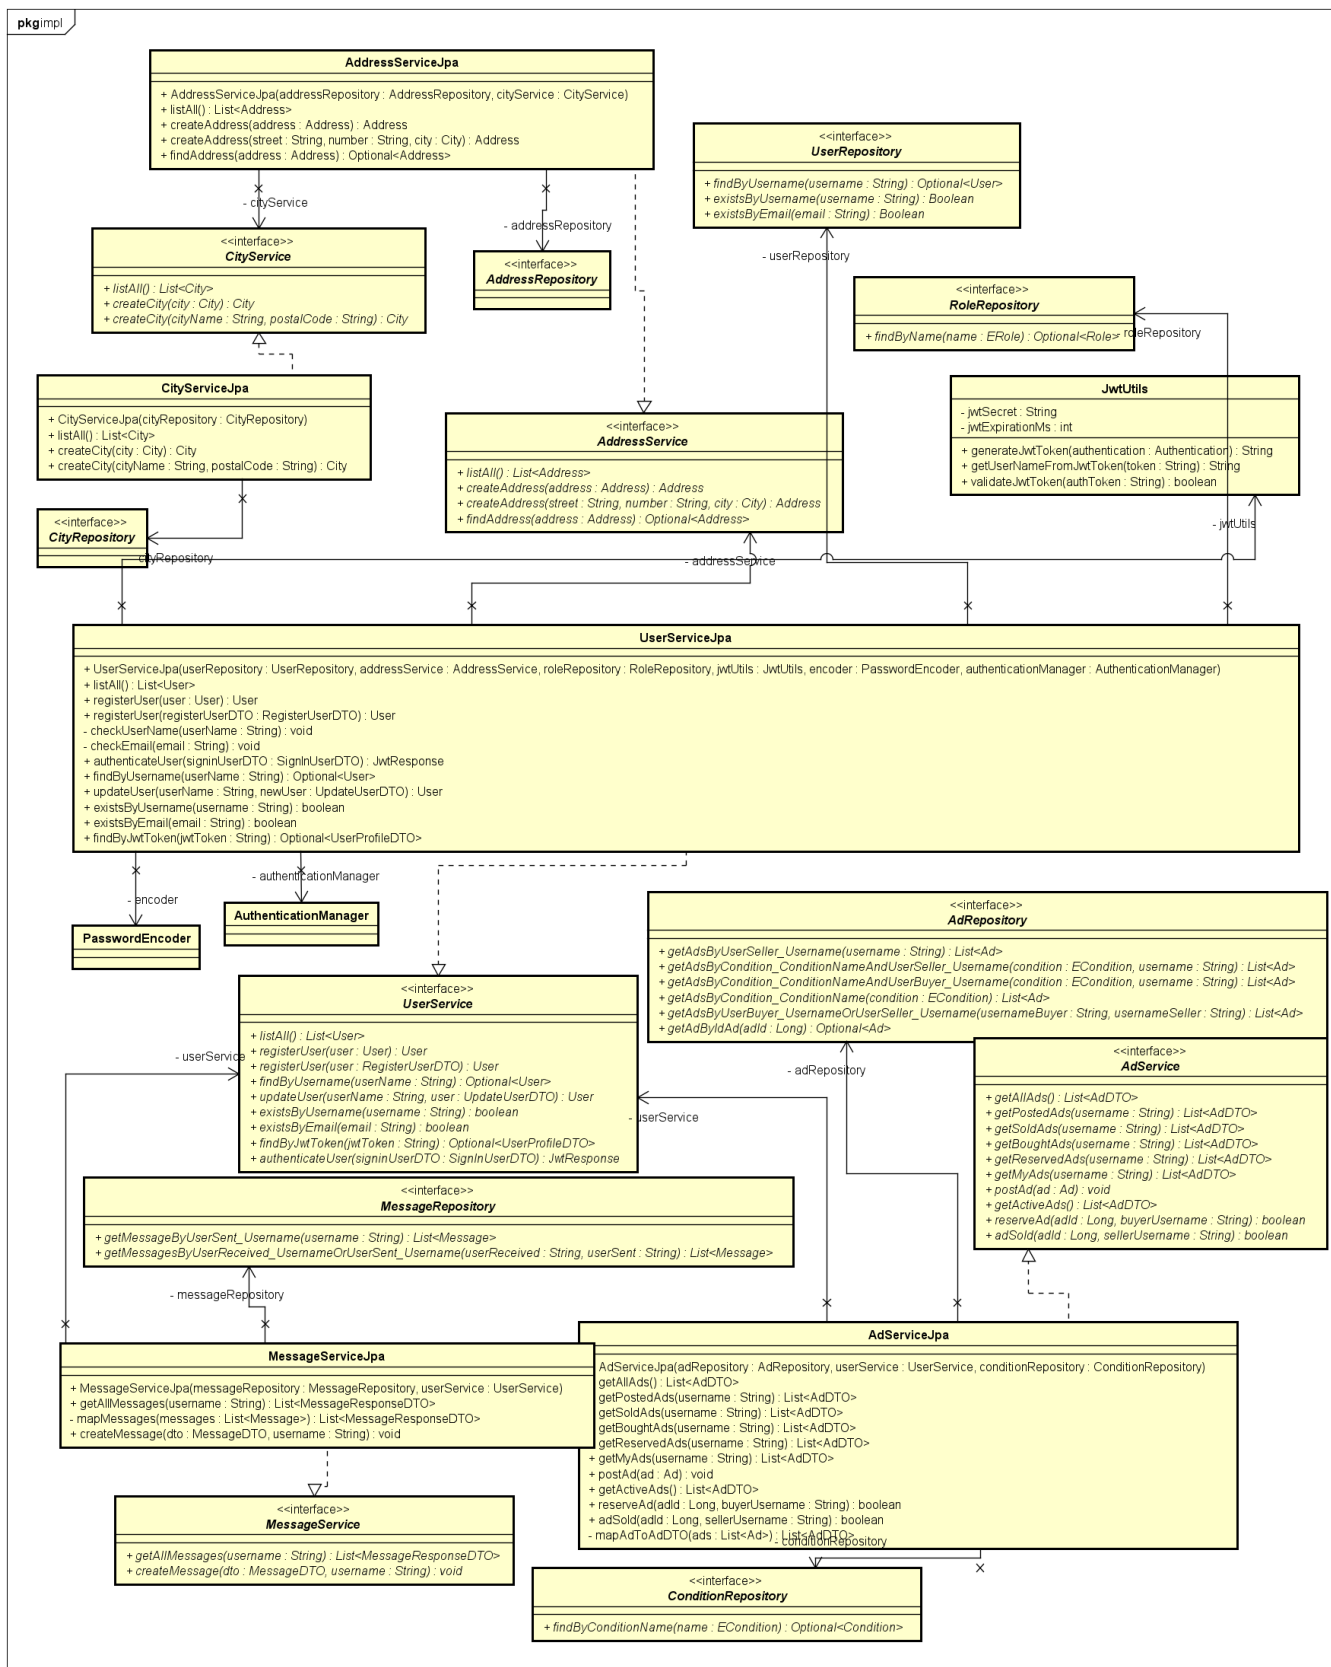 pkg impl
AddressServiceJpa
+ AddressServiceJpa(addressRepository : AddressRepository, cityService : CityService)
+ listAll() : List<Address>
+ createAddress(address : Address) : Address
+ createAddress(street : String, number : String, city : City) : Address
+ findAddress(address : Address) : Optional<Address>
<<interface>>
UserRepository
+ findByUsername(username : String) : Optional<User>
+ existsByUsername(username : String) : Boolean
+ existsByEmail(email : String) : Boolean
- cityService
- addressRepository
- userRepository
<<interface>>
CityService
+ listAll() : List<City>
+ createCity(city : City) : City
+ createCity(cityName : String, postalCode : String) : City
<<interface>>
AddressRepository
<<interface>>
RoleRepository
+ findByName(name : ERole) : Optional<Role>
- roleRepository
CityServiceJpa
+ CityServiceJpa(cityRepository : CityRepository)
+ listAll() : List<City>
+ createCity(city : City) : City
+ createCity(cityName : String, postalCode : String) : City
JwtUtils
- jwtSecret : String
- jwtExpirationMs : int
+ generateJwtToken(authentication : Authentication) : String
+ getUserNameFromJwtToken(token : String) : String
+ validateJwtToken(authToken : String) : boolean
<<interface>>
AddressService
+ listAll() : List<Address>
+ createAddress(address : Address) : Address
+ createAddress(street : String, number : String, city : City) : Address
+ findAddress(address : Address) : Optional<Address>
<<interface>>
CityRepository
- cityRepository
- addressService
- jwtUtils
UserServiceJpa
+ UserServiceJpa(userRepository : UserRepository, addressService : AddressService, roleRepository : RoleRepository, jwtUtils : JwtUtils, encoder : PasswordEncoder, authenticationManager : AuthenticationManager)
+ listAll() : List<User>
+ registerUser(user : User) : User
+ registerUser(registerUserDTO : RegisterUserDTO) : User
- checkUserName(userName : String) : void
- checkEmail(email : String) : void
+ authenticateUser(signinUserDTO : SignInUserDTO) : JwtResponse
+ findByUsername(userName : String) : Optional<User>
+ updateUser(userName : String, newUser : UpdateUserDTO) : User
+ existsByUsername(username : String) : boolean
+ existsByEmail(email : String) : boolean
+ findByJwtToken(jwtToken : String) : Optional<UserProfileDTO>
- encoder
- authenticationManager
PasswordEncoder
AuthenticationManager
<<interface>>
AdRepository
+ getAdsByUserSeller_Username(username : String) : List<Ad>
+ getAdsByCondition_ConditionNameAndUserSeller_Username(condition : ECondition, username : String) : List<Ad>
+ getAdsByCondition_ConditionNameAndUserBuyer_Username(condition : ECondition, username : String) : List<Ad>
+ getAdsByCondition_ConditionName(condition : ECondition) : List<Ad>
+ getAdsByUserBuyer_UsernameOrUserSeller_Username(usernameBuyer : String, usernameSeller : String) : List<Ad>
+ getAdByIdAd(adId : Long) : Optional<Ad>
<<interface>>
UserService
+ listAll() : List<User>
+ registerUser(user : User) : User
+ registerUser(user : RegisterUserDTO) : User
+ findByUsername(userName : String) : Optional<User>
+ updateUser(userName : String, user : UpdateUserDTO) : User
+ existsByUsername(username : String) : boolean
+ existsByEmail(email : String) : boolean
+ findByJwtToken(jwtToken : String) : Optional<UserProfileDTO>
+ authenticateUser(signinUserDTO : SignInUserDTO) : JwtResponse
- userService
- adRepository
- userService
<<interface>>
AdService
+ getAllAds() : List<AdDTO>
+ getPostedAds(username : String) : List<AdDTO>
+ getSoldAds(username : String) : List<AdDTO>
+ getBoughtAds(username : String) : List<AdDTO>
+ getReservedAds(username : String) : List<AdDTO>
+ getMyAds(username : String) : List<AdDTO>
+ postAd(ad : Ad) : void
+ getActiveAds() : List<AdDTO>
+ reserveAd(adId : Long, buyerUsername : String) : boolean
+ adSold(adId : Long, sellerUsername : String) : boolean
<<interface>>
MessageRepository
+ getMessageByUserSent_Username(username : String) : List<Message>
+ getMessagesByUserReceived_UsernameOrUserSent_Username(userReceived : String, userSent : String) : List<Message>
- messageRepository
MessageServiceJpa
+ MessageServiceJpa(messageRepository : MessageRepository, userService : UserService)
+ getAllMessages(username : String) : List<MessageResponseDTO>
- mapMessages(messages : List<Message>) : List<MessageResponseDTO>
+ createMessage(dto : MessageDTO, username : String) : void
AdServiceJpa
AdServiceJpa(adRepository : AdRepository, userService : UserService, conditionRepository : ConditionRepository)
getAllAds() : List<AdDTO>
getPostedAds(username : String) : List<AdDTO>
getSoldAds(username : String) : List<AdDTO>
getBoughtAds(username : String) : List<AdDTO>
getReservedAds(username : String) : List<AdDTO>
+ getMyAds(username : String) : List<AdDTO>
+ postAd(ad : Ad) : void
+ getActiveAds() : List<AdDTO>
+ reserveAd(adId : Long, buyerUsername : String) : boolean
+ adSold(adId : Long, sellerUsername : String) : boolean
- mapAdToAdDTO(ads : List<Ad>) : List<AdDTO>
- conditionRepository
<<interface>>
MessageService
+ getAllMessages(username : String) : List<MessageResponseDTO>
+ createMessage(dto : MessageDTO, username : String) : void
<<interface>>
ConditionRepository
+ findByConditionName(name : ECondition) : Optional<Condition>